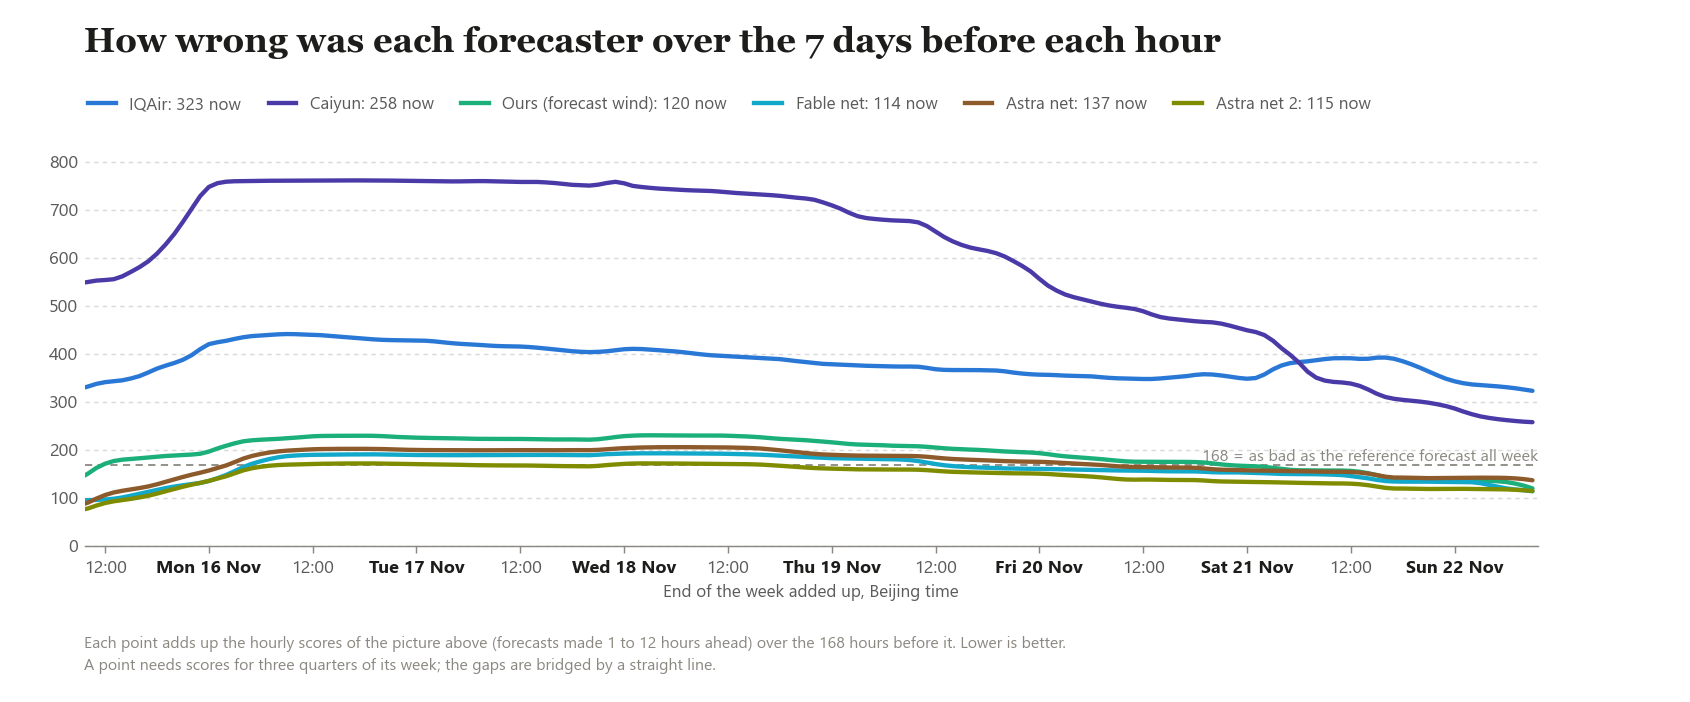 How wrong was each forecaster over the 7 days before each hour
IQAir: 323 now Caiyun: 258 now Ours (forecast wind): 120 now Fable net: 114 now Astra net: 137 now Astra net 2: 115 now
800
700
600
500
400
300
200
168 = as bad as the reference forecast all week
100
0
12:00 Mon 16 Nov 12:00 Tue 17 Nov 12:00 Wed 18 Nov 12:00 Thu 19 Nov 12:00 Fri 20 Nov 12:00 Sat 21 Nov 12:00 Sun 22 Nov
End of the week added up, Beijing time
Each point adds up the hourly scores of the picture above (forecasts made 1 to 12 hours ahead) over the 168 hours before it. Lower is better.
A point needs scores for three quarters of its week; the gaps are bridged by a straight line.